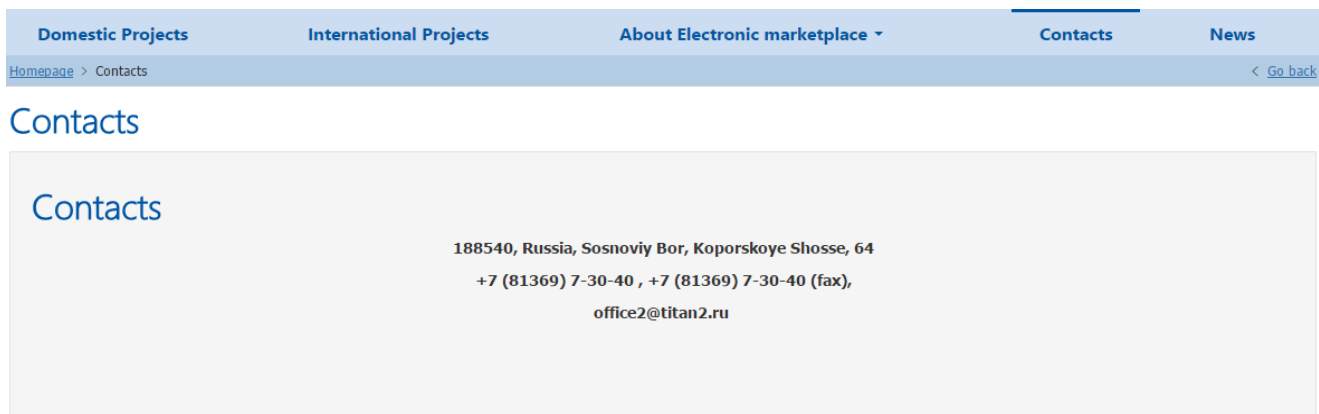 Domestic Projects International Projects About Electronic marketplace Contacts News
Homepage > Contacts < Go back
Contacts
Contacts
188540, Russia, Sosnoviy Bor, Koporskoye Shosse, 64
+7 (81369) 7-30-40 , +7 (81369) 7-30-40 (fax),
office2@titan2.ru